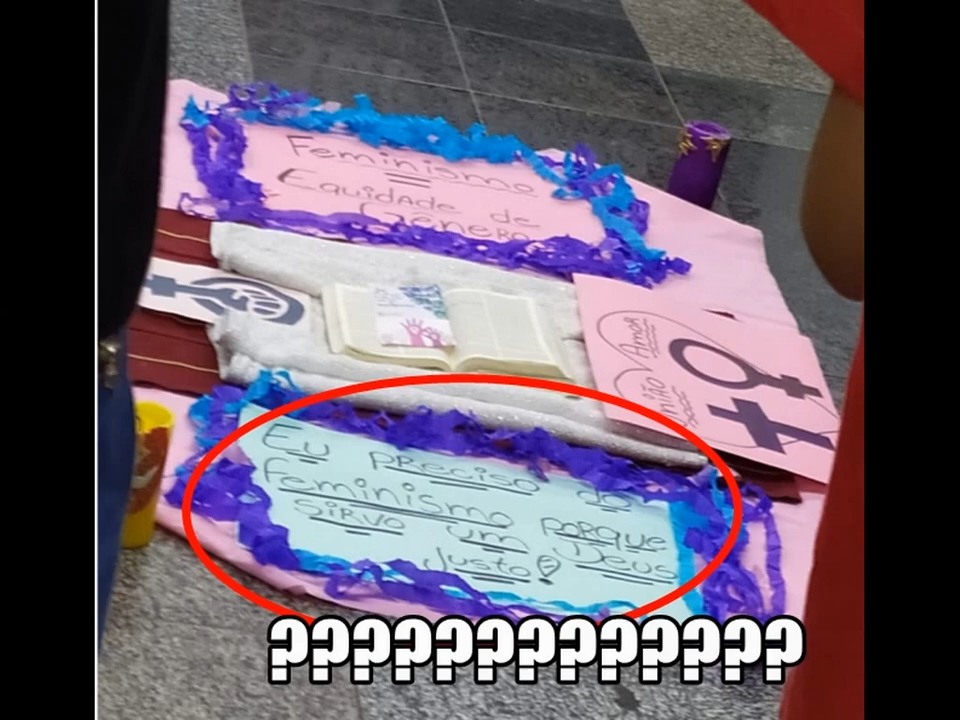 Feminismo
Equidade de
Gênero
Amor
União
Eu preciso do
Feminismo porque
sirvo um Deus
Justo!
?????????????